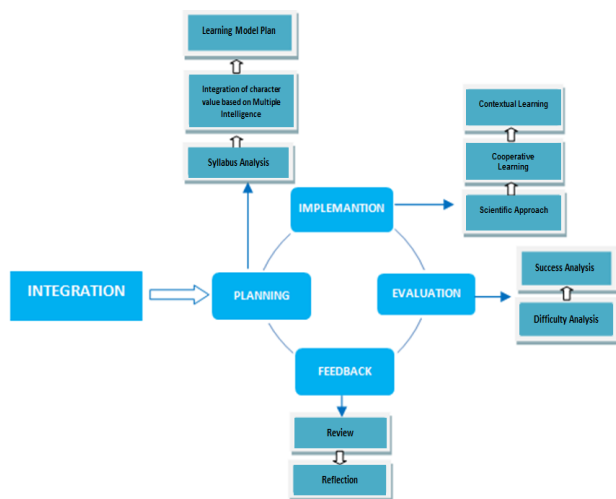 Learning Model Plan
Integration of character
value based on Multiple
Intelligence
Syllabus Analysis
Contextual Learning
Cooperative
Learning
Scientific Approach
IMPLEMANTION
INTEGRATION
PLANNING
EVALUATION
Success Analysis
Difficulty Analysis
FEEDBACK
Review
Reflection